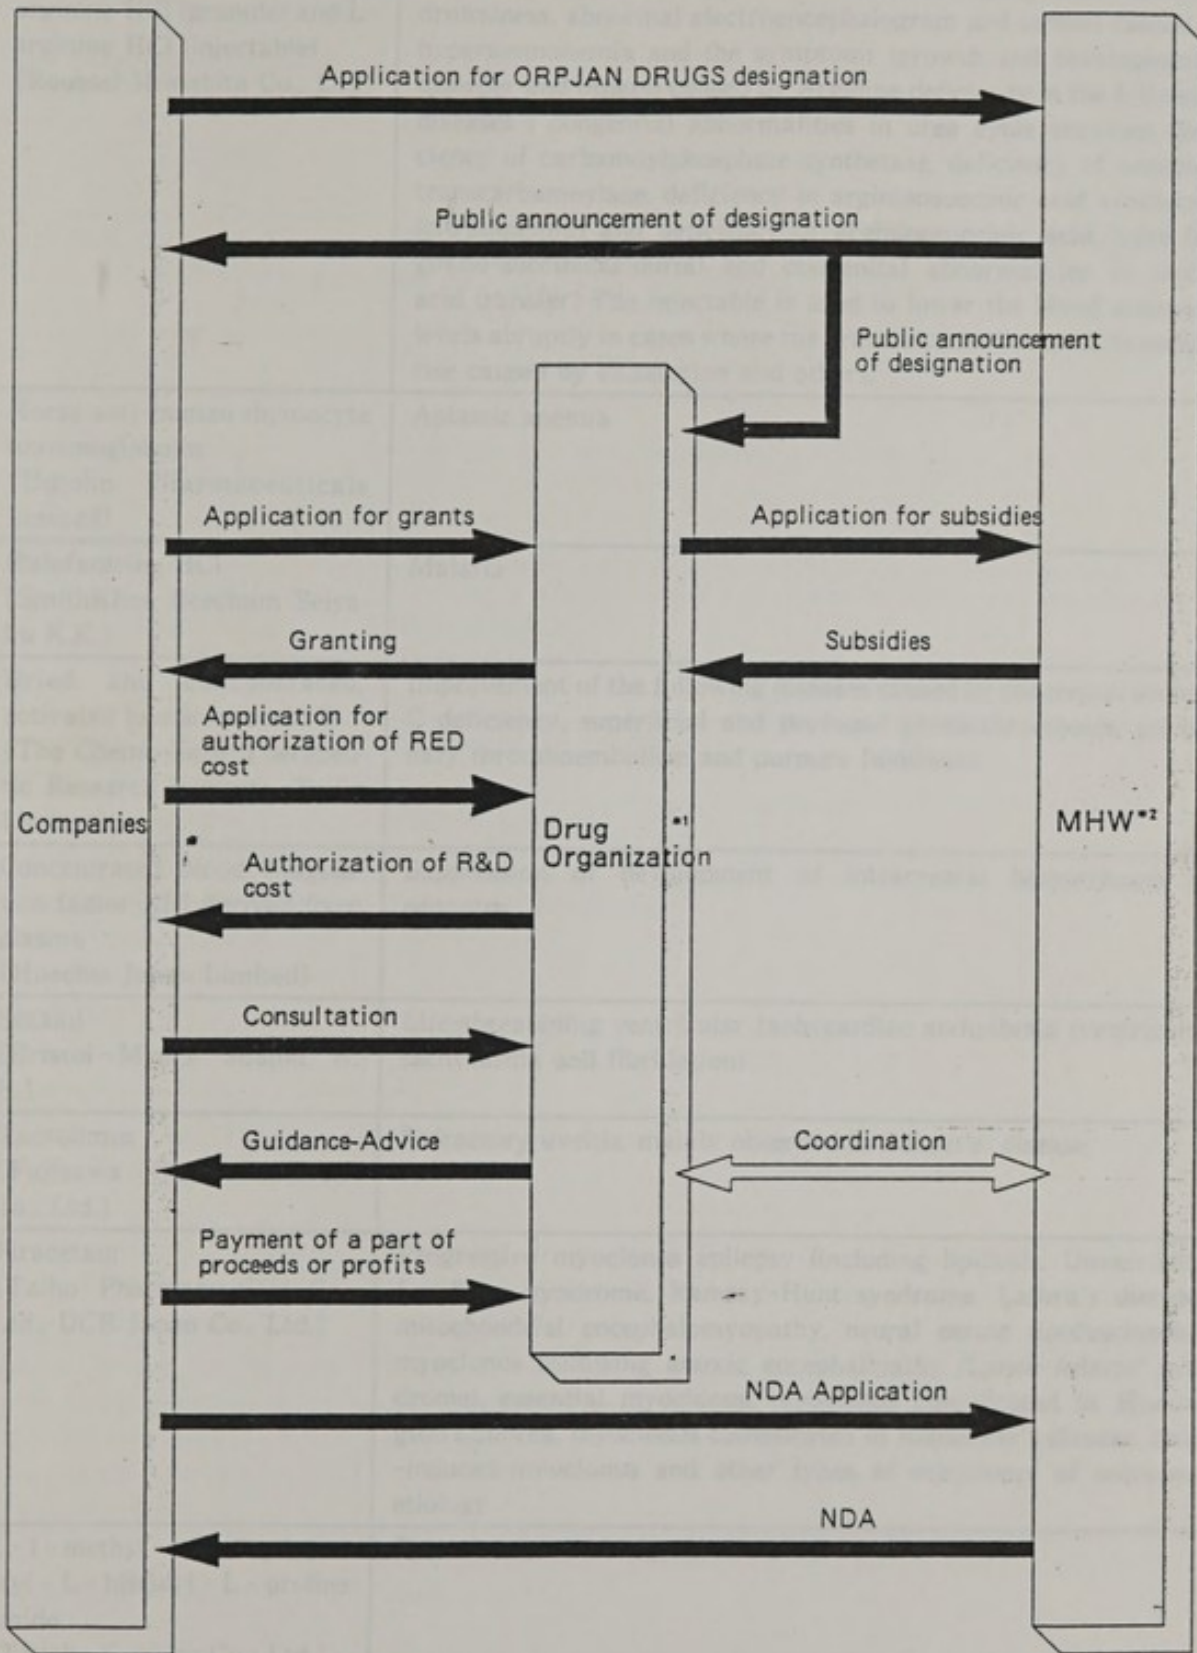 Application for ORPJAN DRUGS designation
Public announcement of designation
Public announcement
of designation
Application for grants
Application for subsidies
Granting
Subsidies
Application for
authorization of RED
cost
Companies
Drug *1
Organization
MHW*2
Authorization of R&D
cost
Consultation
Guidance-Advice
Coordination
Payment of a part of
proceeds or profits
NDA Application
NDA